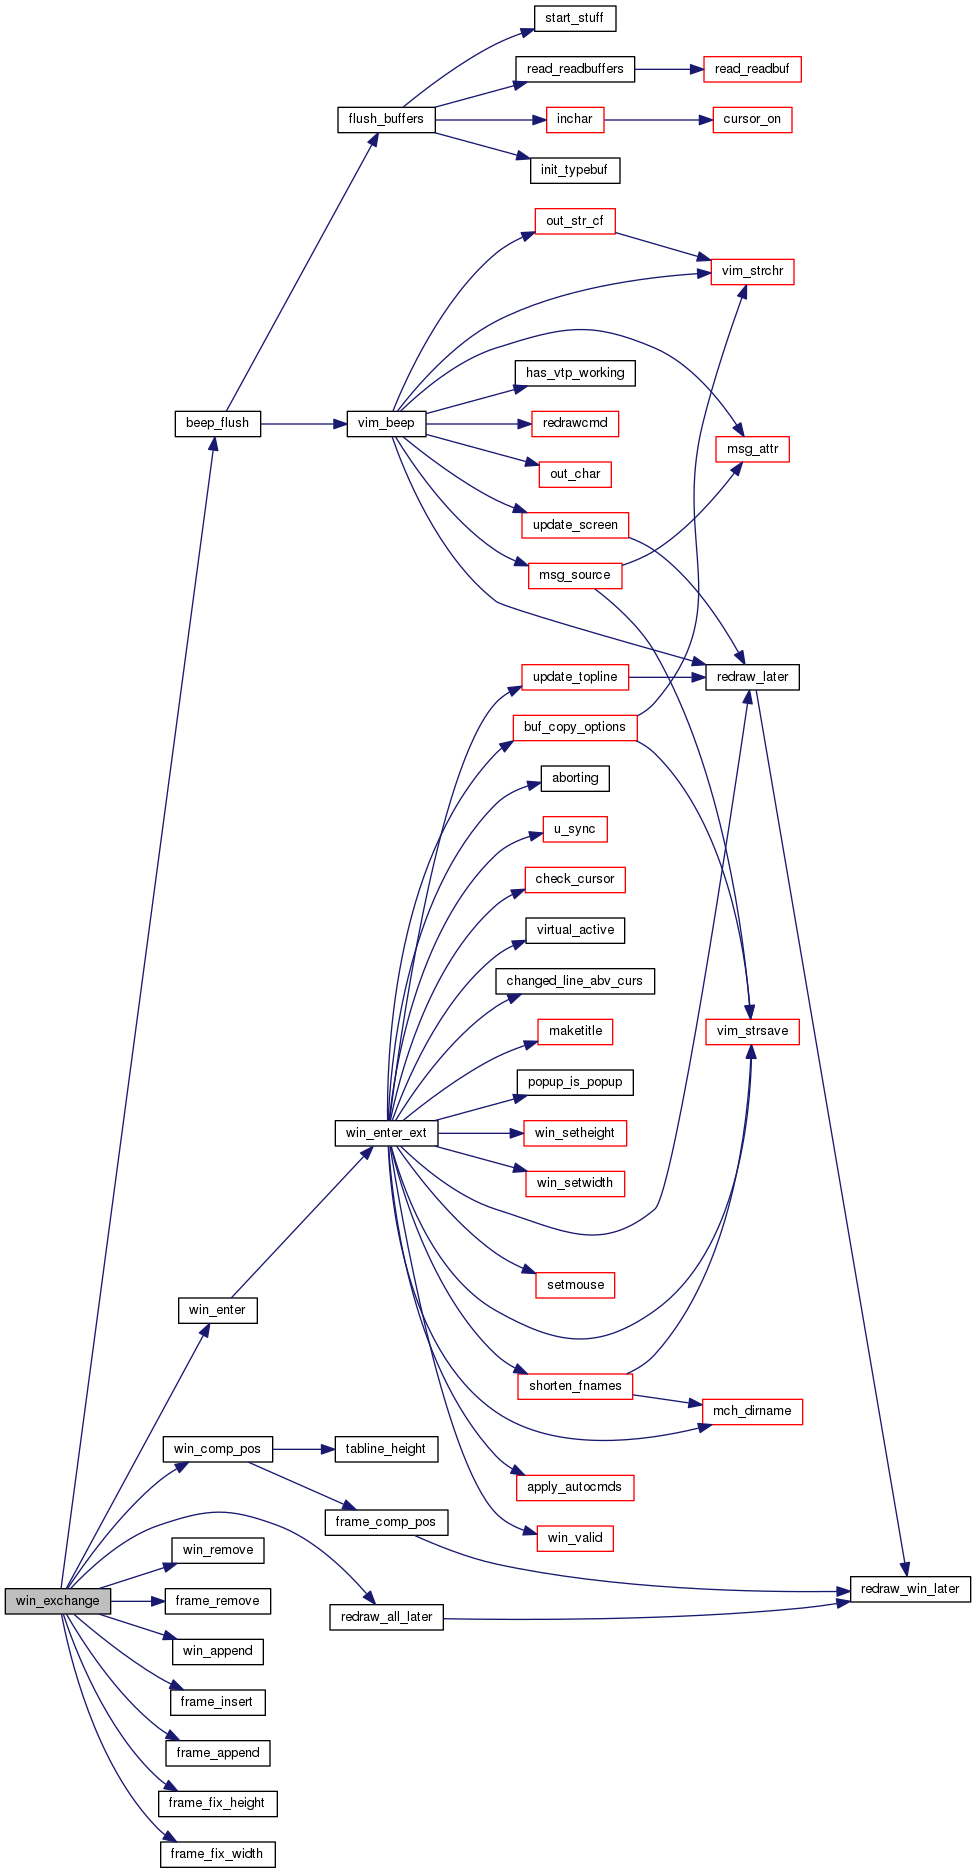 start_stuff
read_readbuffers
read_readbuf
flush_buffers
inchar
cursor_on
init_typebuf
out_str_cf
vim_strchr
has_vtp_working
beep_flush
vim_beep
redrawcmd
msg_attr
out_char
update_screen
msg_source
update_topline
redraw_later
buf_copy_options
aborting
u_sync
check_cursor
virtual_active
changed_line_abv_curs
maketitle
vim_strsave
popup_is_popup
win_enter_ext
win_setheight
win_setwidth
setmouse
win_enter
shorten_fnames
mch_dirname
win_comp_pos
tabline_height
apply_autocmds
frame_comp_pos
win_valid
win_remove
redraw_win_later
win_exchange
frame_remove
redraw_all_later
win_append
frame_insert
frame_append
frame_fix_height
frame_fix_width